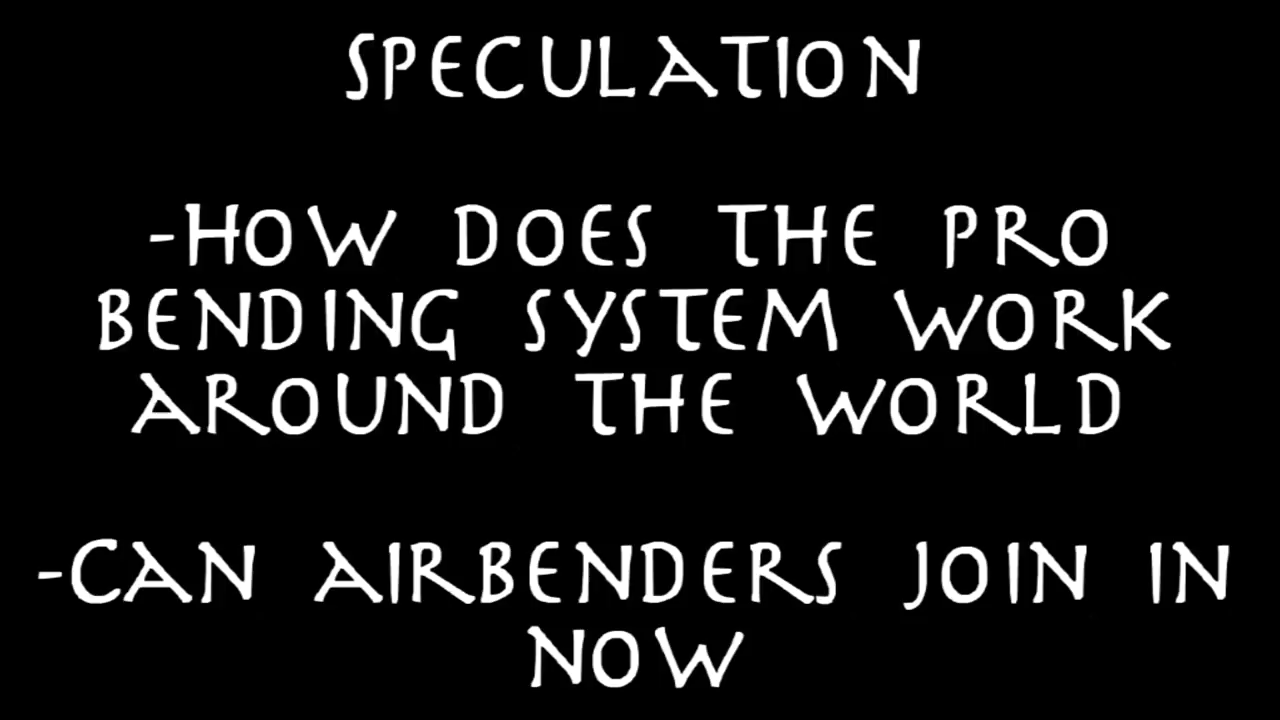 SPECULATION
-HOW DOES THE PRO
BENDING SYSTEM WORK
AROUND THE WORLD
-CAN AIRBENDERS JOIN IN
NOW